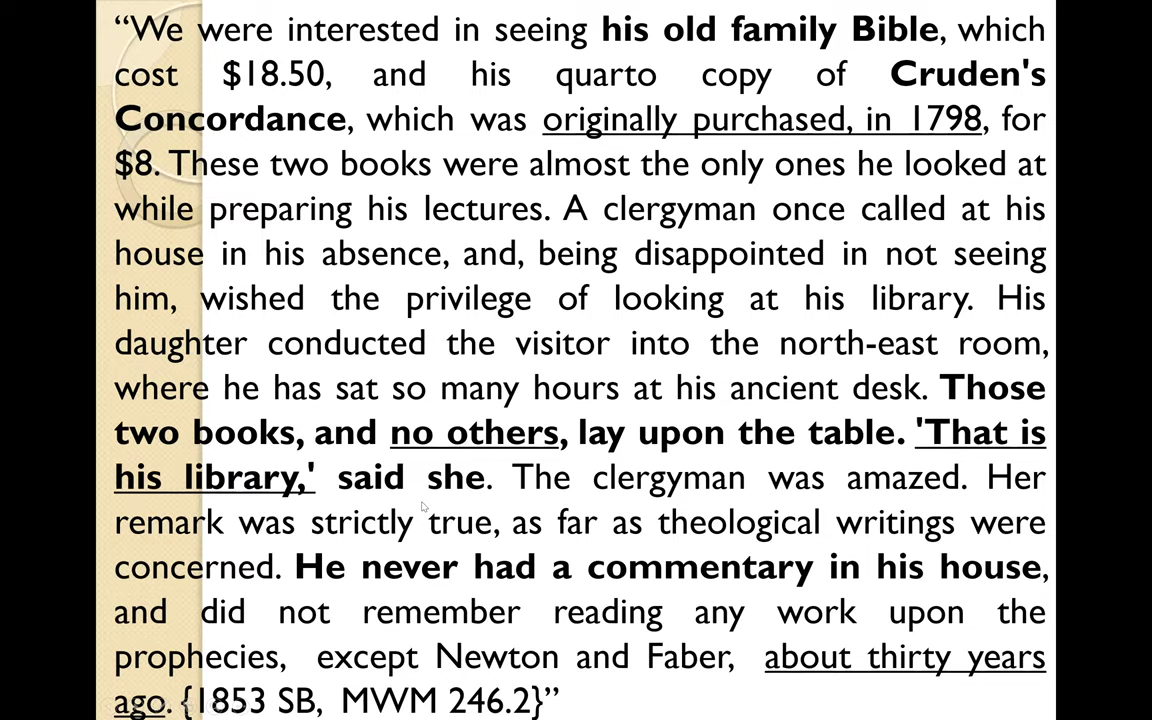 “We were interested in seeing his old family Bible, which
cost $18.50, and his quarto copy of Cruden's
Concordance, which was originally purchased, in 1798, for
$8. These two books were almost the only ones he looked at
while preparing his lectures. A clergyman once called at his
house in his absence, and, being disappointed in not seeing
him, wished the privilege of looking at his library. His
daughter conducted the visitor into the north-east room,
where he has sat so many hours at his ancient desk. Those
two books, and no others, lay upon the table. 'That is
his library,' said she. The clergyman was amazed. Her
remark was strictly true, as far as theological writings were
concerned. He never had a commentary in his house,
and did not remember reading any work upon the
prophecies, except Newton and Faber, about thirty years
ago. {1853 SB, MWM 246.2}”